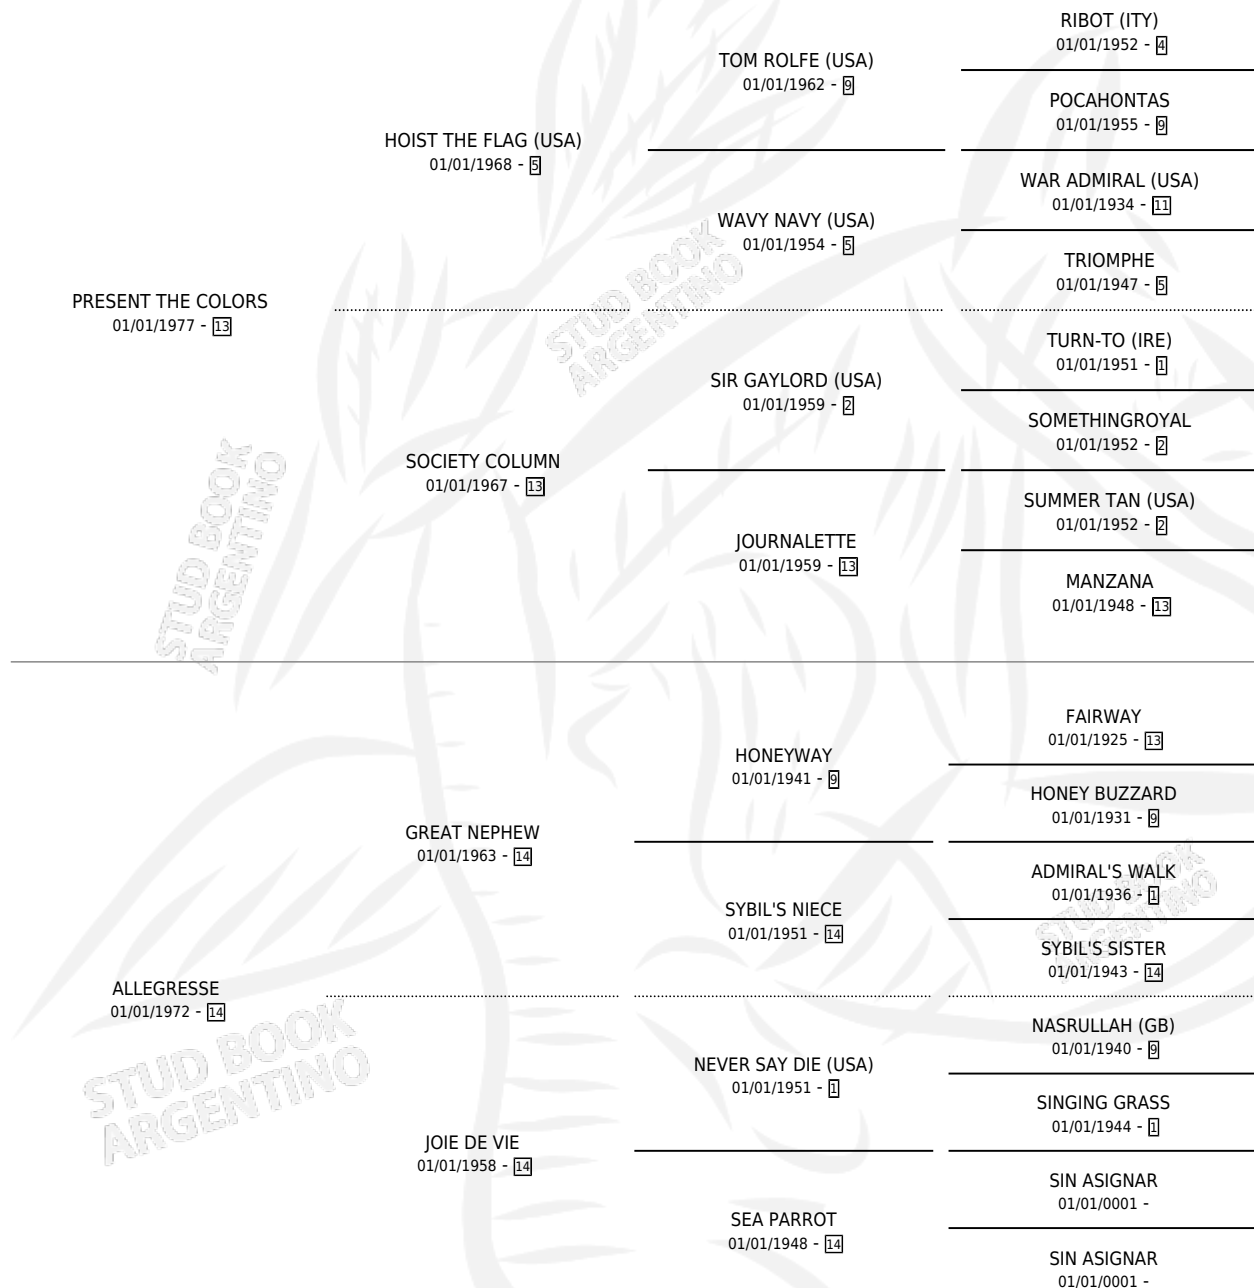 RIBOT (ITY)
01/01/1952 - 4
TOM ROLFE (USA)
01/01/1962 - 9
POCAHONTAS
01/01/1955 - 9
HOIST THE FLAG (USA)
01/01/1968 - 5
WAR ADMIRAL (USA)
01/01/1934 - 11
WAVY NAVY (USA)
01/01/1954 - 5
TRIOMPHE
01/01/1947 - 5
PRESENT THE COLORS
01/01/1977 - 13
TURN-TO (IRE)
01/01/1951 - 1
SIR GAYLORD (USA)
01/01/1959 - 2
SOMETHINGROYAL
01/01/1952 - 2
SOCIETY COLUMN
01/01/1967 - 13
SUMMER TAN (USA)
01/01/1952 - 2
JOURNALETTE
01/01/1959 - 13
MANZANA
01/01/1948 - 13
STUD BOOK
ARGENTINO
STUD BOOK
ARGENTINO
FAIRWAY
01/01/1925 - 13
HONEYWAY
01/01/1941 - 9
HONEY BUZZARD
01/01/1931 - 9
GREAT NEPHEW
01/01/1963 - 14
ADMIRAL'S WALK
01/01/1936 - 1
SYBIL'S NIECE
01/01/1951 - 14
SYBIL'S SISTER
01/01/1943 - 14
STUD BOOK
ARGENTINO
ALLEGRESSE
01/01/1972 - 14
NASRULLAH (GB)
01/01/1940 - 9
NEVER SAY DIE (USA)
01/01/1951 - 1
SINGING GRASS
01/01/1944 - 1
STUD BOOK
ARGENTINO
JOIE DE VIE
01/01/1958 - 14
SIN ASIGNAR
01/01/0001 -
SEA PARROT
01/01/1948 - 14
SIN ASIGNAR
01/01/0001 -